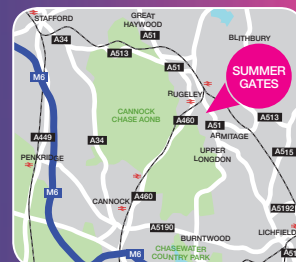 STAFFORD
GREAT
HAYWOOD
A51
BLITHBURY
A34
A513
M6
A51
SUMMER
GATES
RUGELEY
CANNOCK
CHASE AONB
A460
A51
A513
ARMITAGE
A449
A34
UPPER
LONGDON
A515
PENKRIDGE
M6
CANNOCK
A460
A5192
A5190
LICHFIELD
BURNTWOOD
M6
CHASEWATER
COUNTRY PARK